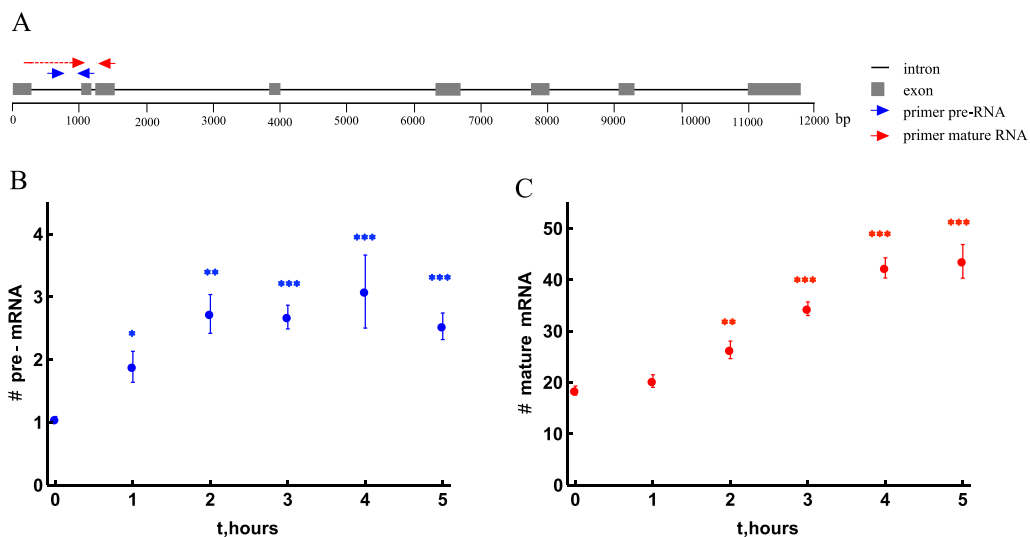 A
intron
exon
primer pre-RNA
primer mature RNA
0 1000 2000 3000 4000 5000 6000 7000 8000 9000 10000 11000 12000 bp
B
# pre - mRNA
4
3
2
1
0
* ** *** *** ***
0 1 2 3 4 5
t,hours
C
# mature mRNA
50
40
30
20
10
0
** *** *** ***
0 1 2 3 4 5
t,hours